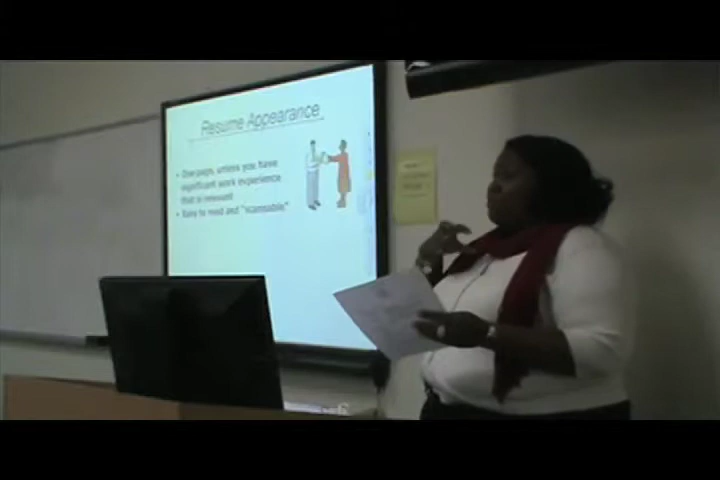 Resume Appearance
• One page, unless you have
significant work experience
that is relevant
• Easy to read and "scannable"